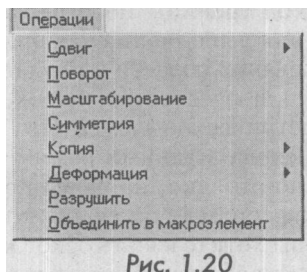 Операции
Сдвиг
Поворот
Масштабирование
Симметрия
Копия
Деформация
Разрушить
Объединить в макроэлемент
Рис. 1.20